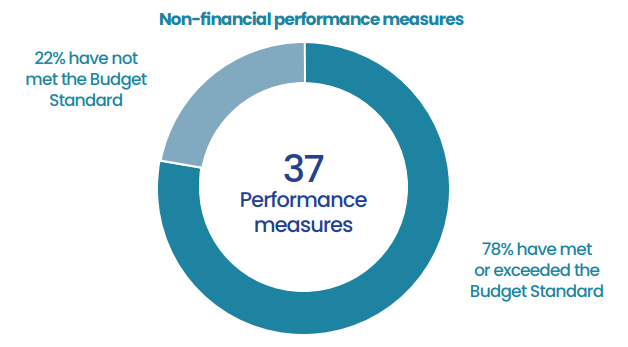 Non-financial performance measures
22% have not
met the Budget
Standard
37
Performance
measures
78% have met
or exceeded the
Budget Standard